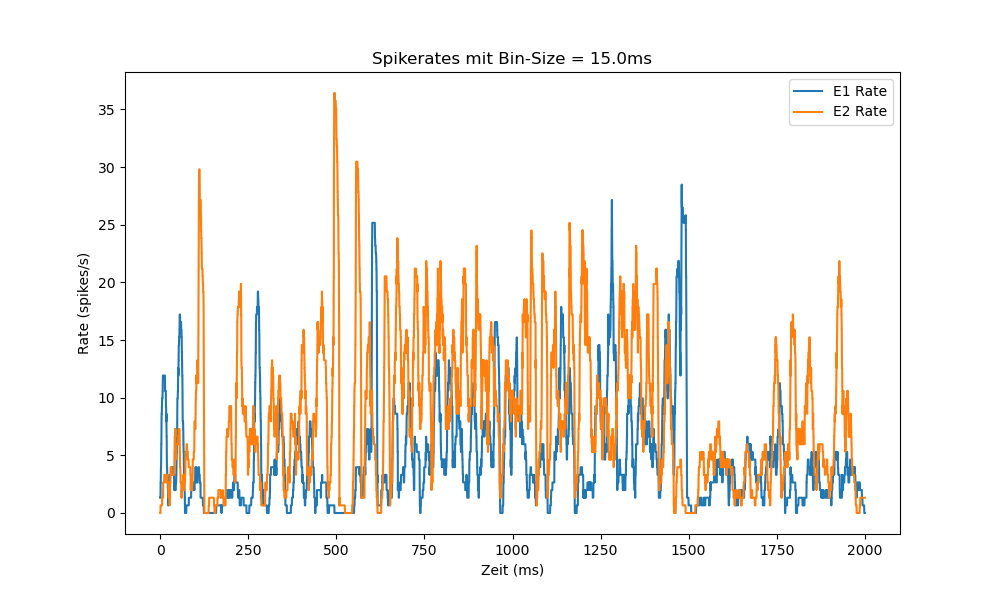 Spikerates mit Bin-Size = 15.0ms
E1 Rate
E2 Rate
35
30
25
20
15
10
5
0
Rate (spikes/s)
0 250 500 750 1000 1250 1500 1750 2000
Zeit (ms)